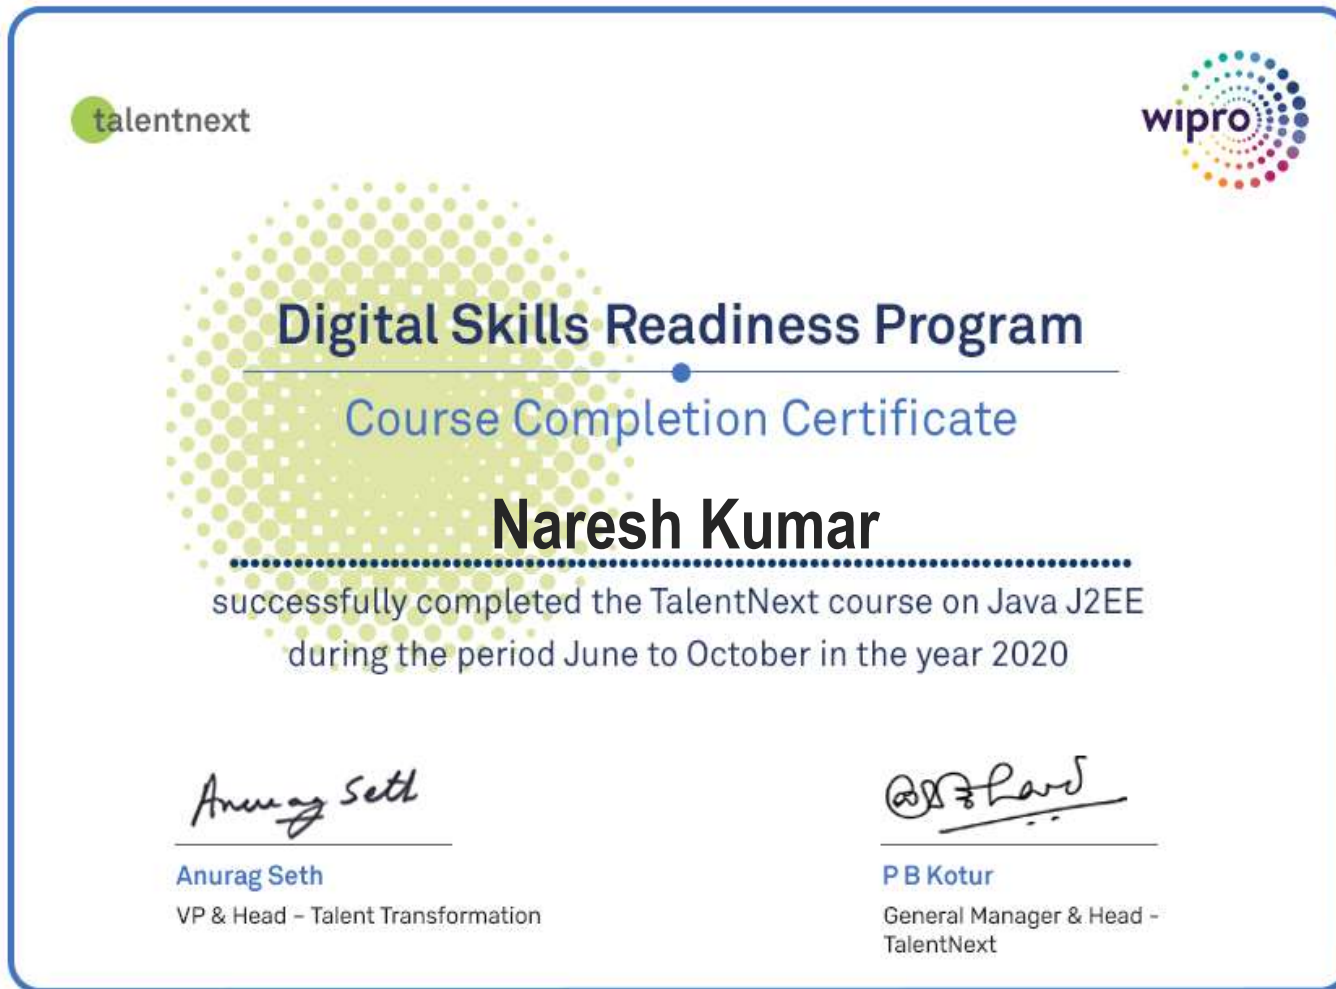 talentnext
wipro
Digital Skills Readiness Program
Course Completion Certificate
Naresh Kumar
successfully completed the TalentNext course on Java J2EE
during the period June to October in the year 2020
Anurag Seth
Anurag Seth
VP & Head – Talent Transformation
P B Kotur
General Manager & Head -
TalentNext